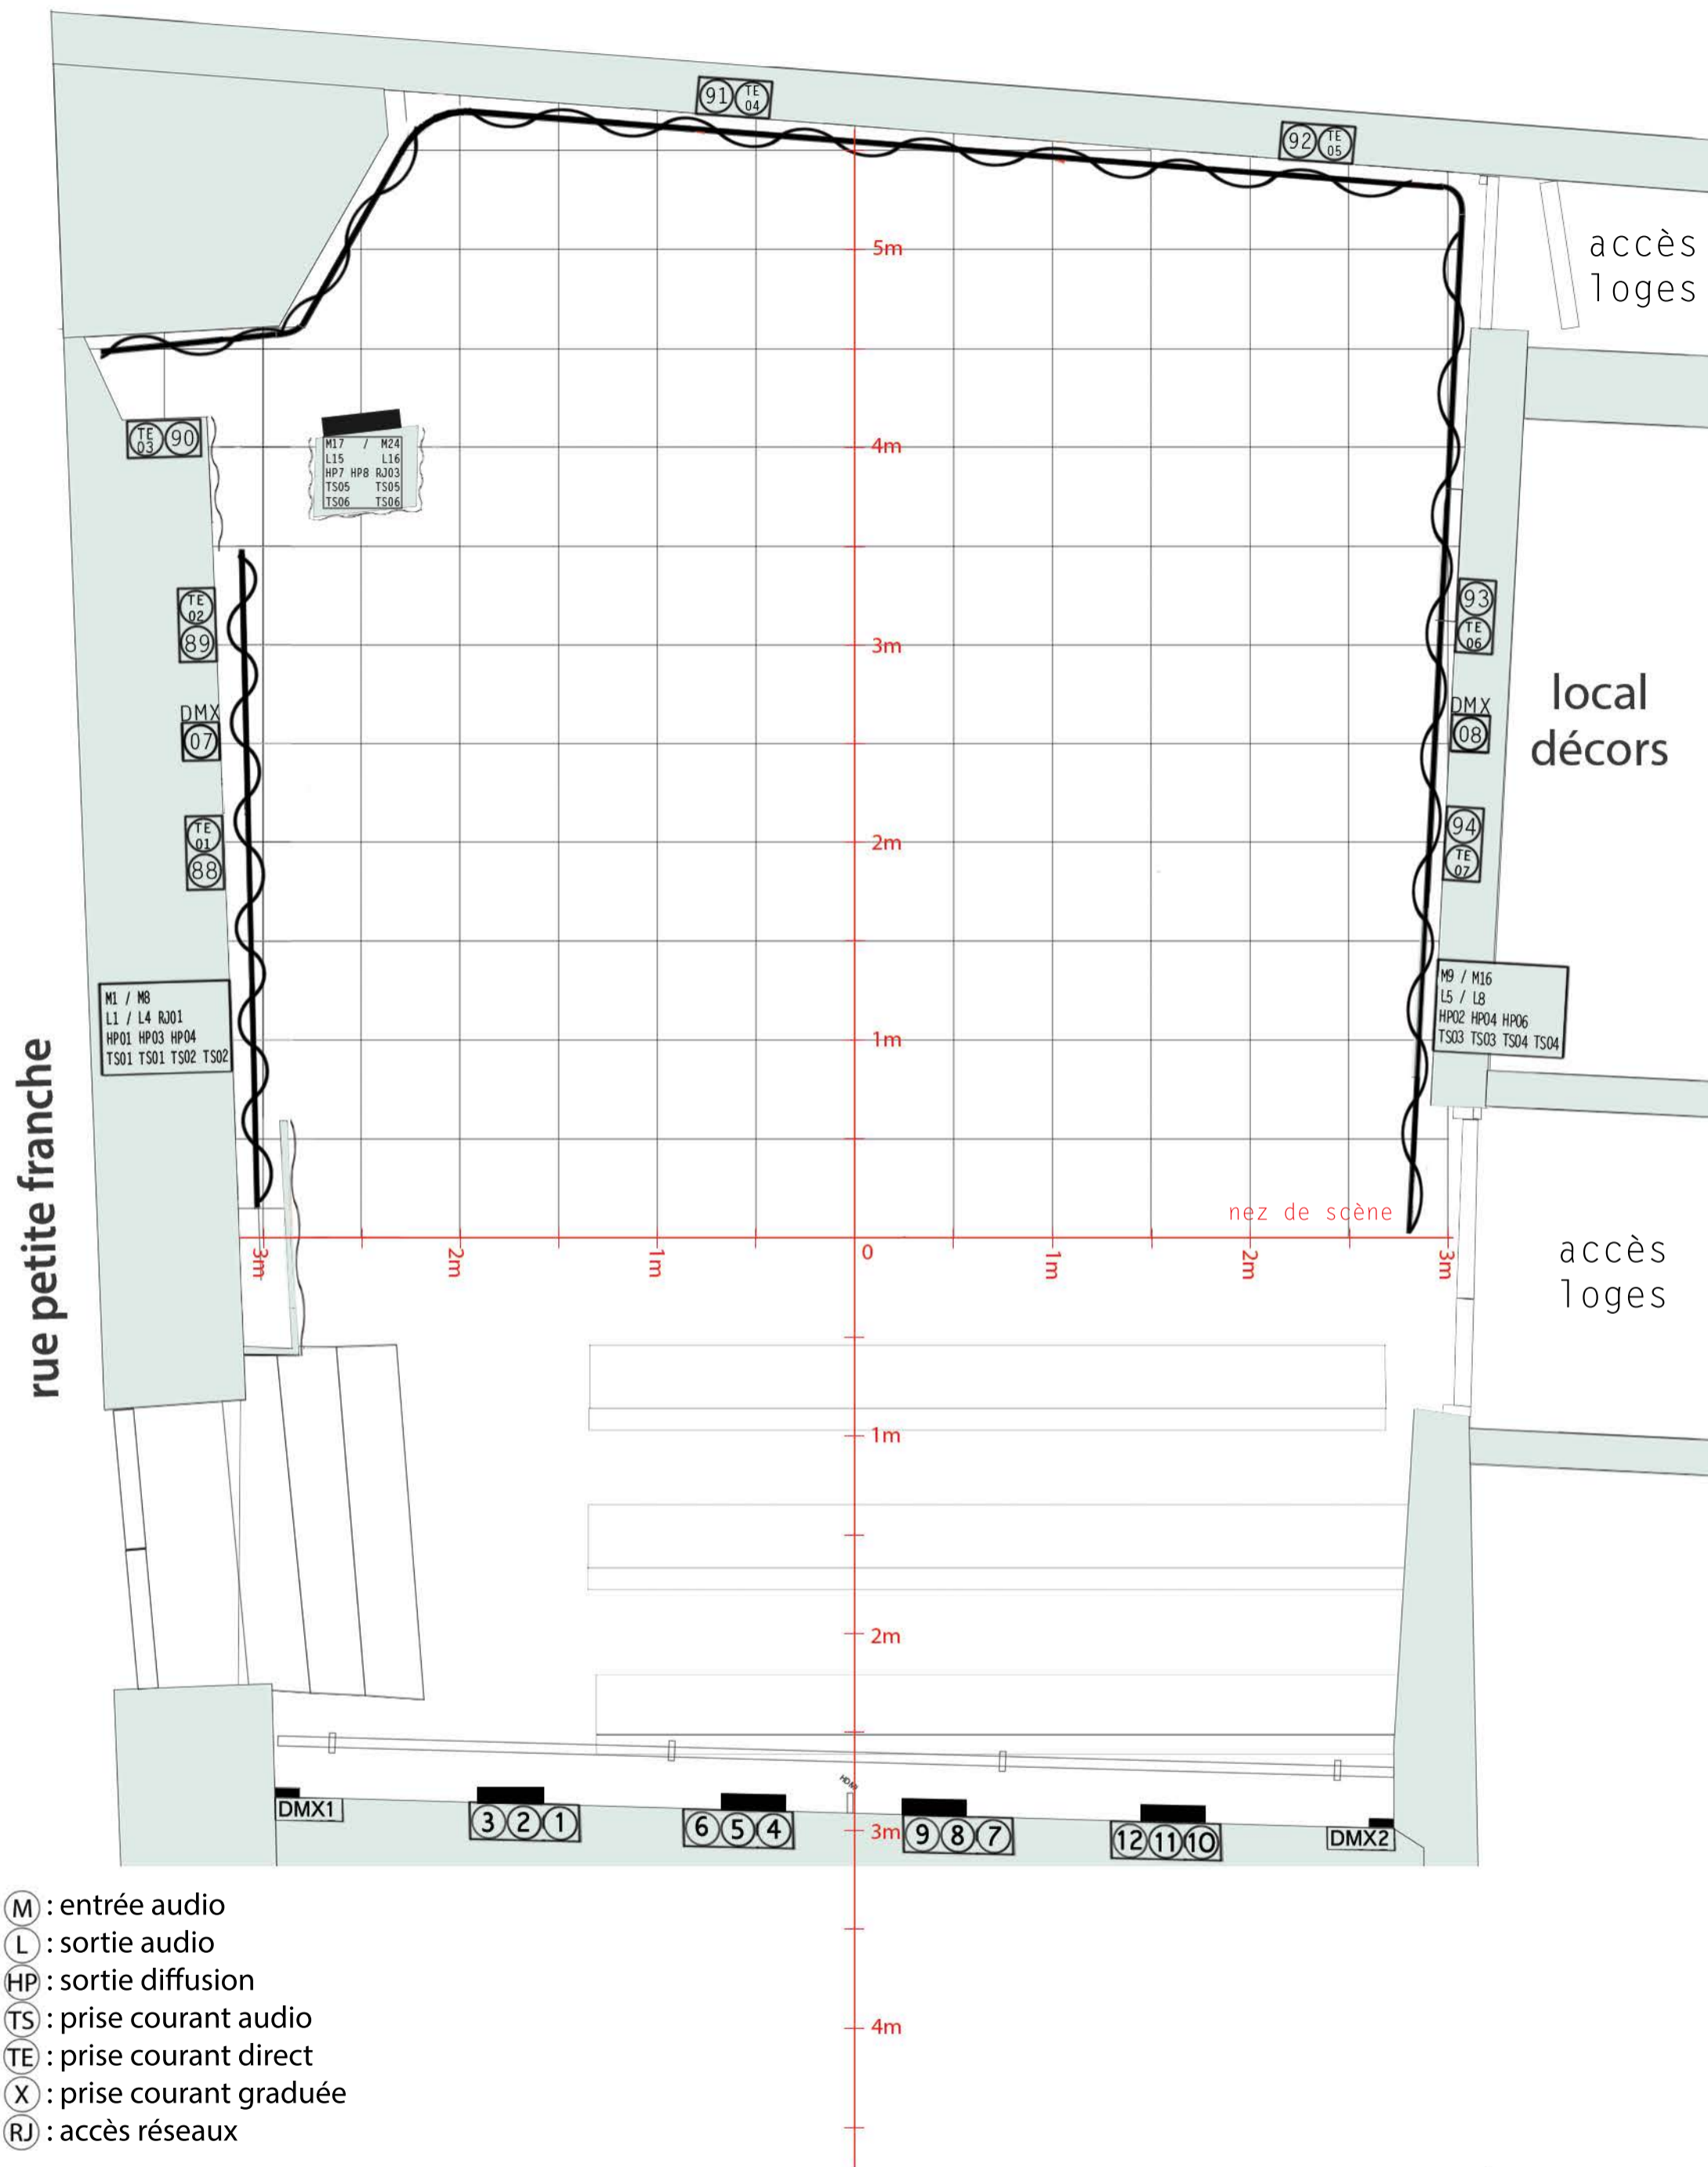 91 TE 04
92 TE 05
accès
loges
5m
TE 03 90
M17 / M24
L15 L16
HP7 HP8 RJ03
TS05 TS05
TS06 TS06
4m
TE 02
89
93
TE 06
3m
DMX
07
DMX
08
local
décors
TE 01
88
94
TE 07
2m
M1 / M8
L1 / L4 RJ01
HP01 HP03 HP04
TS01 TS01 TS02 TS02
M9 / M16
L5 / L8
HP02 HP04 HP06
TS03 TS03 TS04 TS04
1m
rue petite franche
nez de scène
3m 2m 1m 0 1m 2m 3m
accès
loges
1m
2m
HDMI
DMX1
3 2 1
6 5 4
3m
9 8 7
12 11 10
DMX2
4m
M : entrée audio
L : sortie audio
HP : sortie diffusion
TS : prise courant audio
TE : prise courant direct
X : prise courant graduée
RJ : accès réseaux